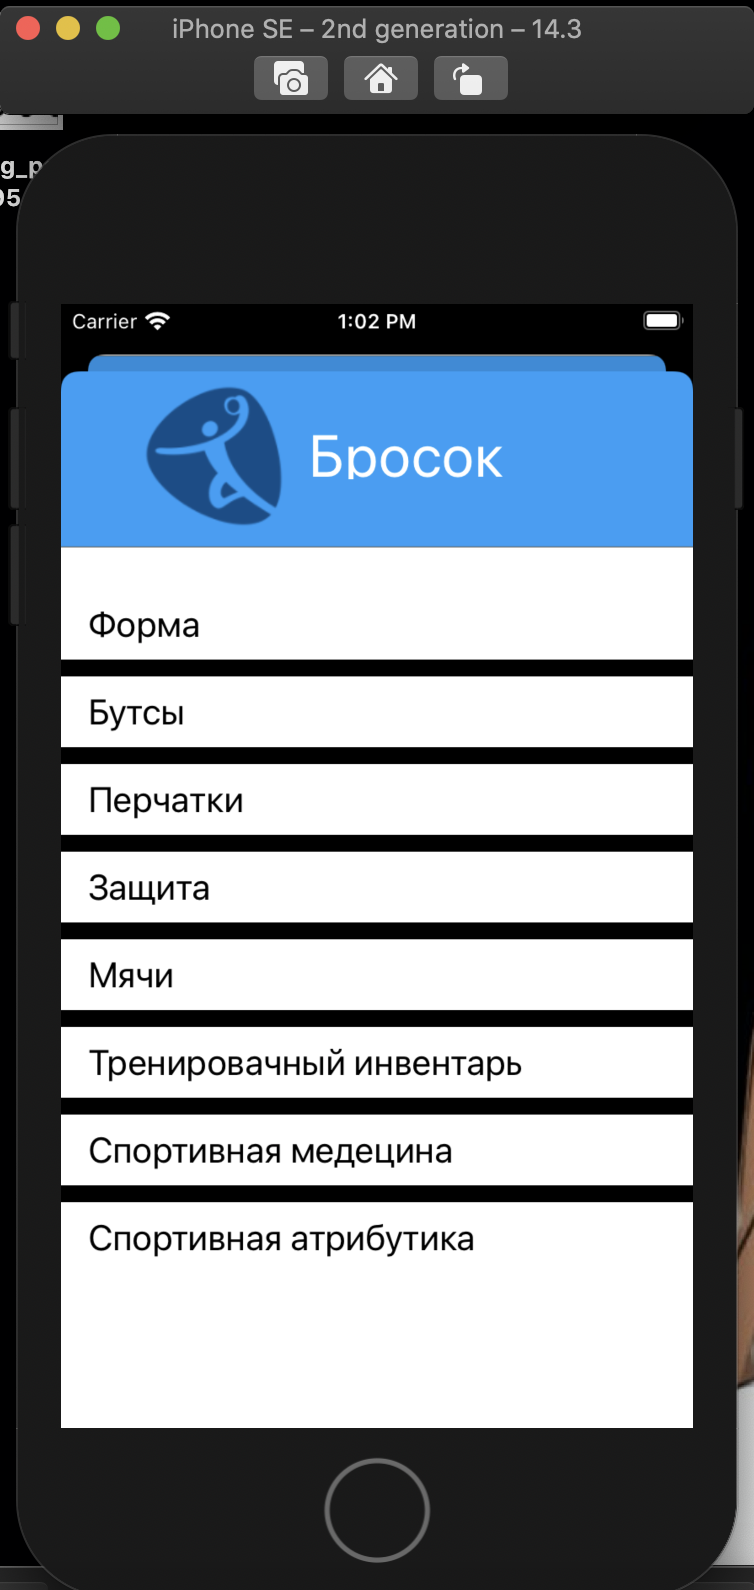 iPhone SE – 2nd generation – 14.3
g_p
95
Carrier
1:02 PM
Бросок
Форма
Бутсы
Перчатки
Защита
Мячи
Тренировачный инвентарь
Спортивная медецина
Спортивная атрибутика